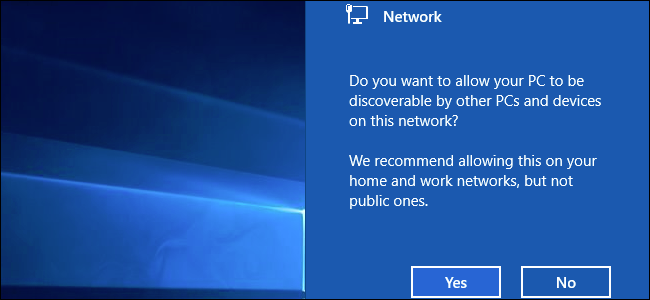 Network
Do you want to allow your PC to be
discoverable by other PCs and devices
on this network?
We recommend allowing this on your
home and work networks, but not
public ones.
Yes
No